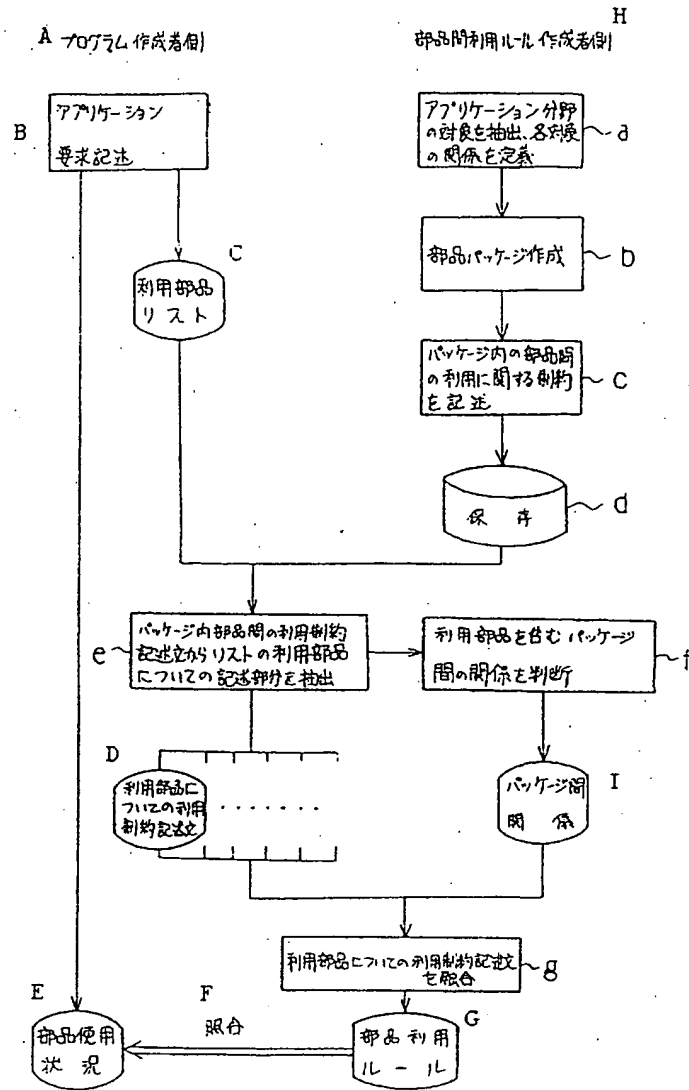 H
A プログラム作成者側
部品間利用ルール作成者側
B
アプリケーション
要求記述
アプリケーション分野
の対象を抽出、各対象
の関係を定義
a
部品パッケージ作成
b
C
利用部品
リスト
パッケージ内の部品間
の利用に関する制約
を記述
c
保存
d
e
パッケージ内部品間の利用制約
記述文からリストの利用部品
についての記述部分を抽出
利用部品を含むパッケージ
間の関係を判断
f
D
利用部品に
ついての利用
制約記述文
.......
パッケージ間
関係
I
利用部品についての利用制約記述文
を照合
g
E
部品使用
状況
F
照合
G
部品利用
ルール